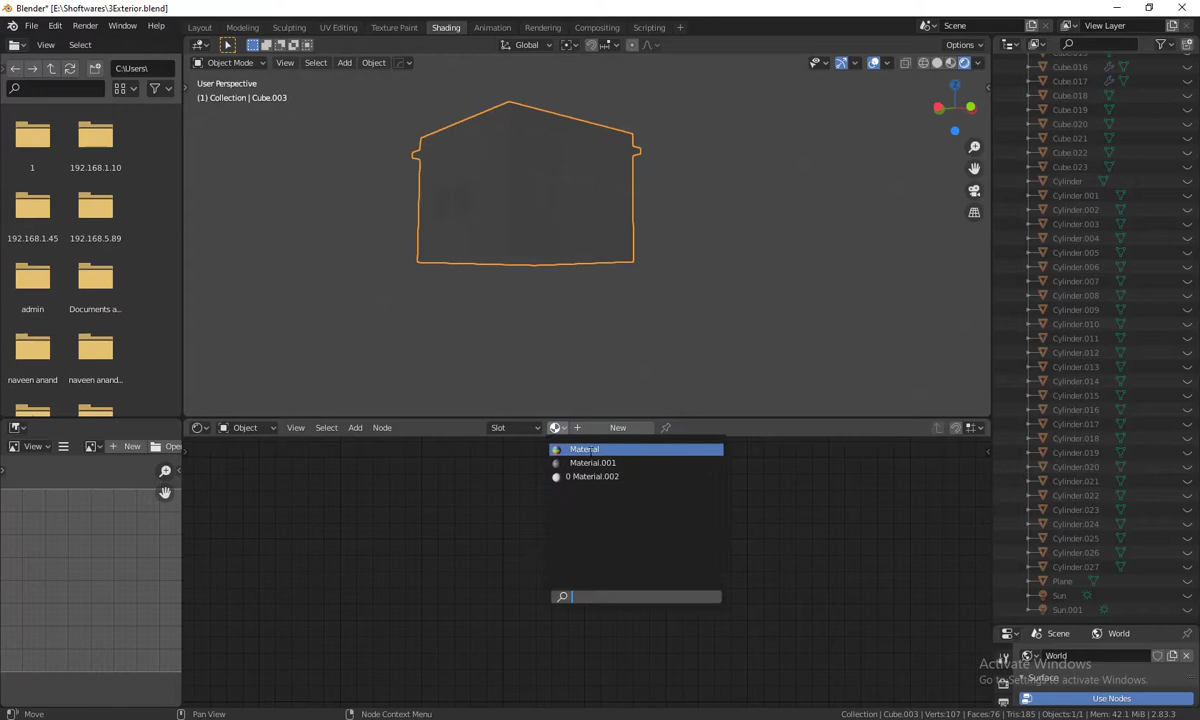 Blender* [E:\Shoftwares\3Exterior.blend]
File Edit Render Window Help
Layout Modeling Sculpting UV Editing Texture Paint Shading Animation Rendering Compositing Scripting
Scene View Layer
View Select
Global
Options
C:\Users\
Object Mode View Select Add Object
User Perspective
(1) Collection | Cube.003
1
192.168.1.10
192.168.1.45
192.168.5.89
admin
Documents a...
naveen anand
naveen anand...
Cube.016
Cube.017
Cube.018
Cube.019
Cube.020
Cube.021
Cube.022
Cube.023
Cylinder
Cylinder.001
Cylinder.002
Cylinder.003
Cylinder.004
Cylinder.005
Cylinder.006
Cylinder.007
Cylinder.008
Cylinder.009
Cylinder.010
Cylinder.011
Cylinder.012
Cylinder.013
Cylinder.014
Cylinder.015
Cylinder.016
Cylinder.017
Cylinder.018
Cylinder.019
Cylinder.020
Cylinder.021
Cylinder.022
Cylinder.023
Cylinder.024
Cylinder.025
Cylinder.026
Cylinder.027
Plane
Sun
Sun.001
View New Ope
Object View Select Add Node Slot New
Material
Material.001
0 Material.002
Scene World
World
Surface
Use Nodes
Activate Windows
Go to Settings to activate Windows.
Move Pan View Node Context Menu
Collection | Cube.003 | Verts:107 | Faces:76 | Tris:185 | Objects:1/1 | Mem: 42.1 MiB | 2.83.3